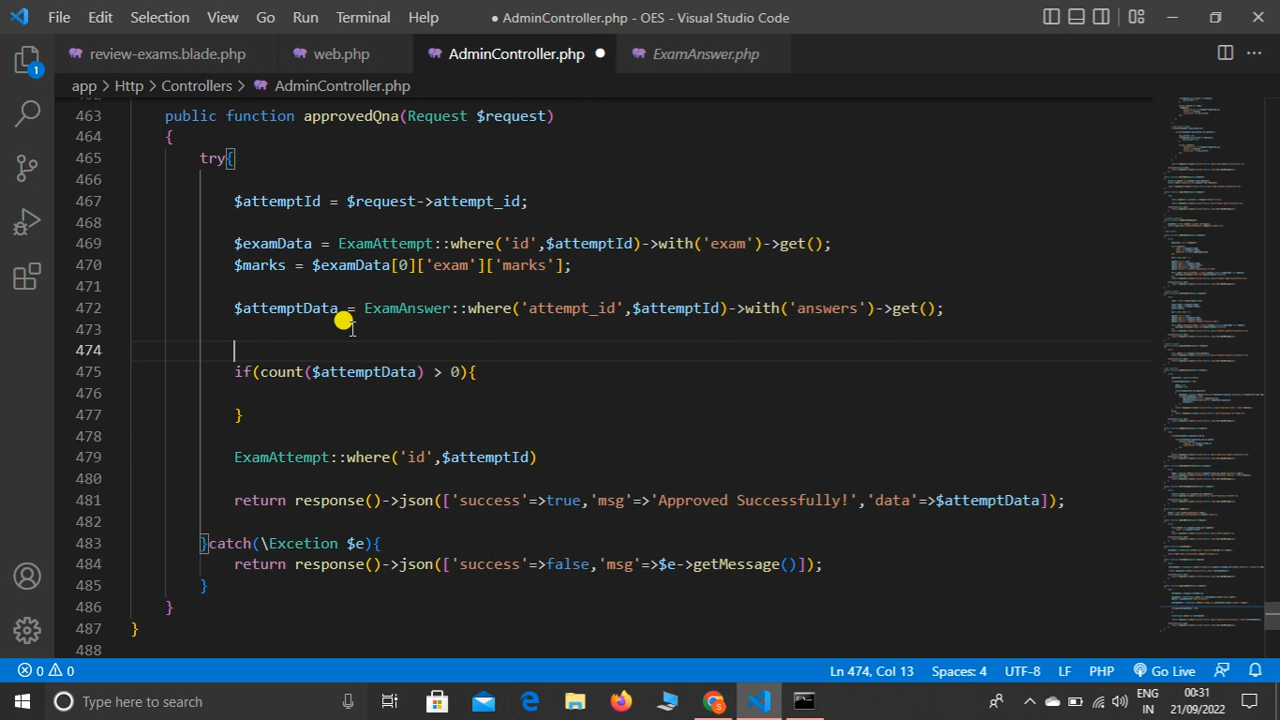 File Edit Selection View Go Run Terminal Help
● AdminController.php - OES - Visual Studio Code
review-exams.blade.php web.php AdminController.php ExamAnswer.php
app > Http > Controllers > AdminController.php
1
463 public function approvedQna(Request $request)
464 {
465 try{
466
467 $attemptId = $request->attempt_id;
468
469 $examData = ExamAttempt::where('id',$attemptId)->with('exam')->get();
470 $marks = $examData[0]['exam']['marks'];
471
472 $attemptData = ExamAnswer::where('attempt_id',$attemptId)->with('answers')->get();
473
474
475 if(count($attemptData) > 0){
476
477 }
478
479 ExamAttempt::where('id',$attemptId)
480
481 return response()->json(['success'=>true,'msg'=>'Approved Successfully!','data'=>$attemptData]);
482
483 }catch(\Excetion $e){
484 return response()->json(['success'=>false,'msg'=>$e->getMessage()]);
485 }
486 }
487 }
488
0 0 Ln 474, Col 13 Spaces: 4 UTF-8 LF PHP Go Live
Type here to search
ENG
IN
00:31
21/09/2022